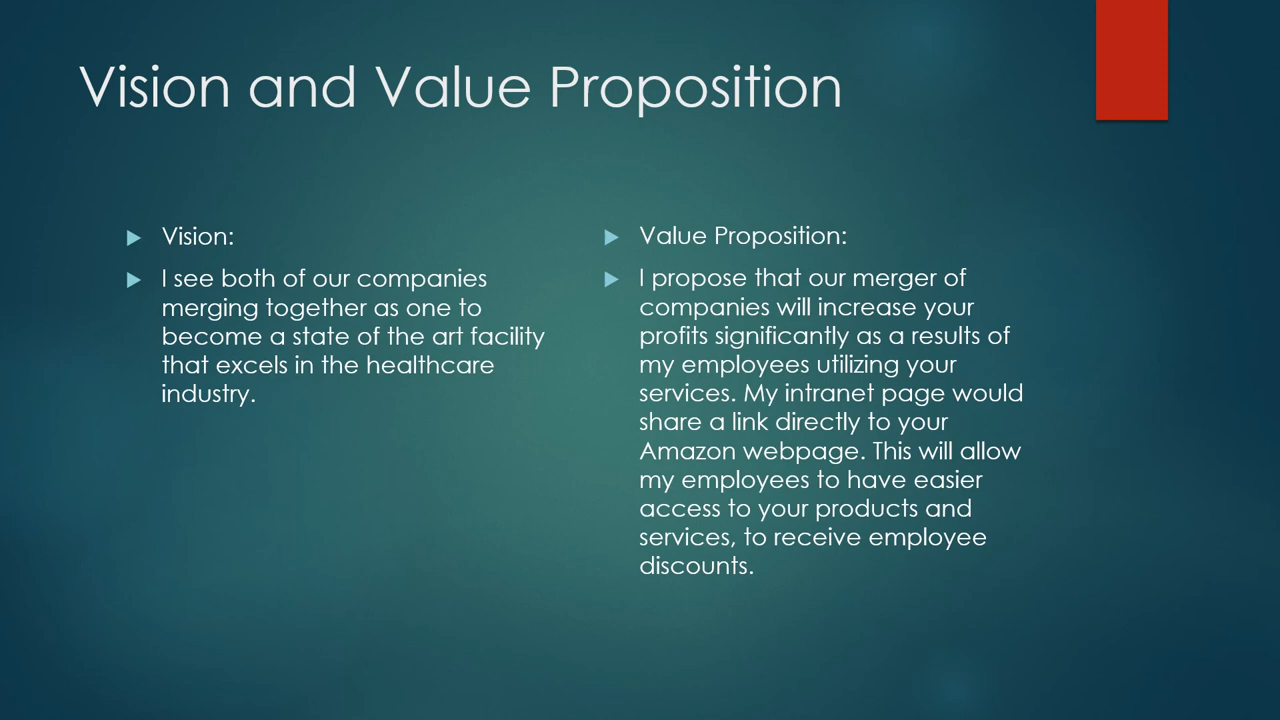 Vision and Value Proposition
Vision:
I see both of our companies
merging together as one to
become a state of the art facility
that excels in the healthcare
industry.
Value Proposition:
I propose that our merger of
companies will increase your
profits significantly as a results of
my employees utilizing your
services. My intranet page would
share a link directly to your
Amazon webpage. This will allow
my employees to have easier
access to your products and
services, to receive employee
discounts.